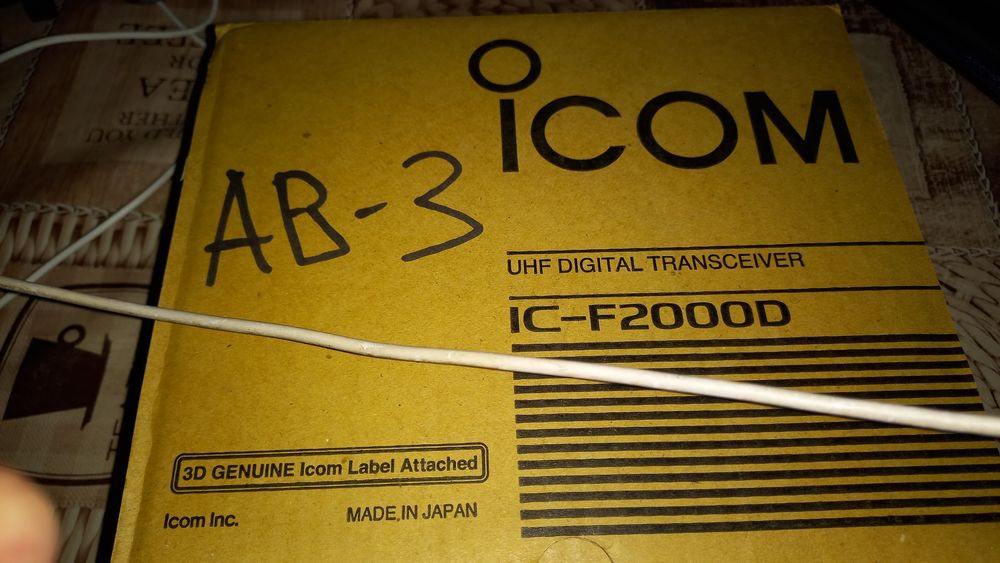 ICOM
AB-3
UHF DIGITAL TRANSCEIVER
IC-F2000D
3D GENUINE Icom Label Attached
Icom Inc.
MADE IN JAPAN